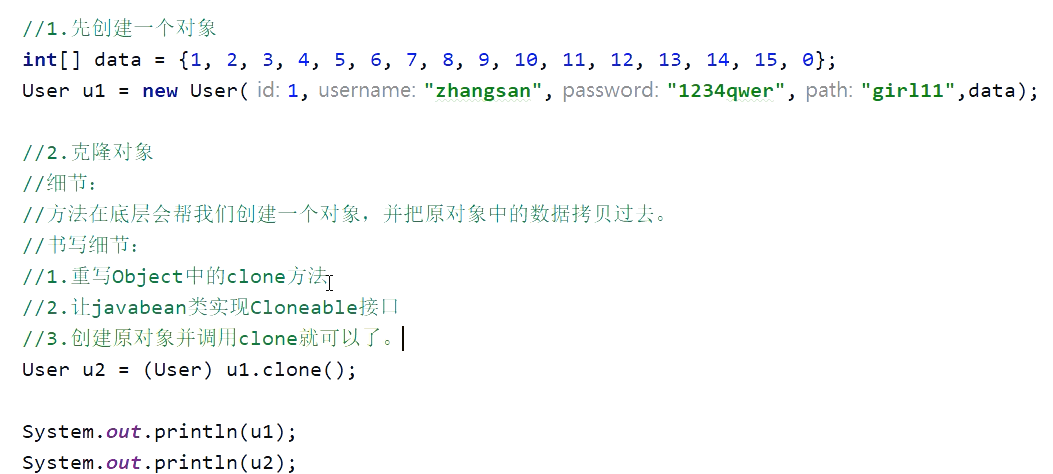 //1.先创建一个对象
int[] data = {1, 2, 3, 4, 5, 6, 7, 8, 9, 10, 11, 12, 13, 14, 15, 0};
User u1 = new User( id: 1, username: "zhangsan", password: "1234qwer", path: "girl11",data);
//2.克隆对象
//细节：
//方法在底层会帮我们创建一个对象，并把原对象中的数据拷贝过去。
//书写细节：
//1.重写Object中的clone方法
//2.让javabean类实现Cloneable接口
//3.创建原对象并调用clone就可以了。
User u2 = (User) u1.clone();
System.out.println(u1);
System.out.println(u2);